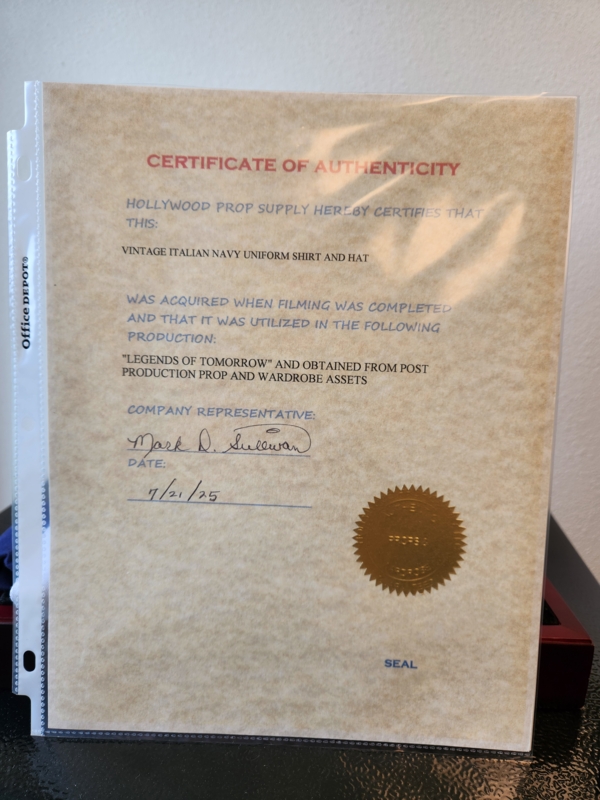 CERTIFICATE OF AUTHENTICITY
HOLLYWOOD PROP SUPPLY HEREBY CERTIFIES THAT
THIS:
VINTAGE ITALIAN NAVY UNIFORM SHIRT AND HAT
WAS ACQUIRED WHEN FILMING WAS COMPLETED
AND THAT IT WAS UTILIZED IN THE FOLLOWING
PRODUCTION:
"LEGENDS OF TOMORROW" AND OBTAINED FROM POST
PRODUCTION PROP AND WARDROBE ASSETS
COMPANY REPRESENTATIVE:
Mark D. Sullivan
DATE:
7/21/25
PROPS &
SEAL
Office DEPOT®